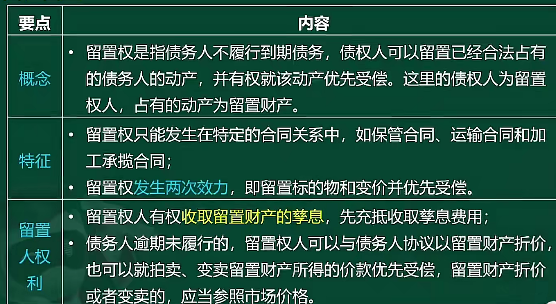 要点 内容
概念
• 留置权是指债务人不履行到期债务，债权人可以留置已经合法占有
的债务人的动产，并有权就该动产优先受偿。这里的债权人为留置
权人，占有的动产为留置财产。
特征
• 留置权只能发生在特定的合同关系中，如保管合同、运输合同和加
工承揽合同；
• 留置权发生两次效力，即留置标的物和变价并优先受偿。
留置
人权
利
• 留置权人有权收取留置财产的孳息，先充抵收取孳息费用；
• 债务人逾期未履行的，留置权人可以与债务人协议以留置财产折价，
也可以就拍卖、变卖留置财产所得的价款优先受偿，留置财产折价
或者变卖的，应当参照市场价格。